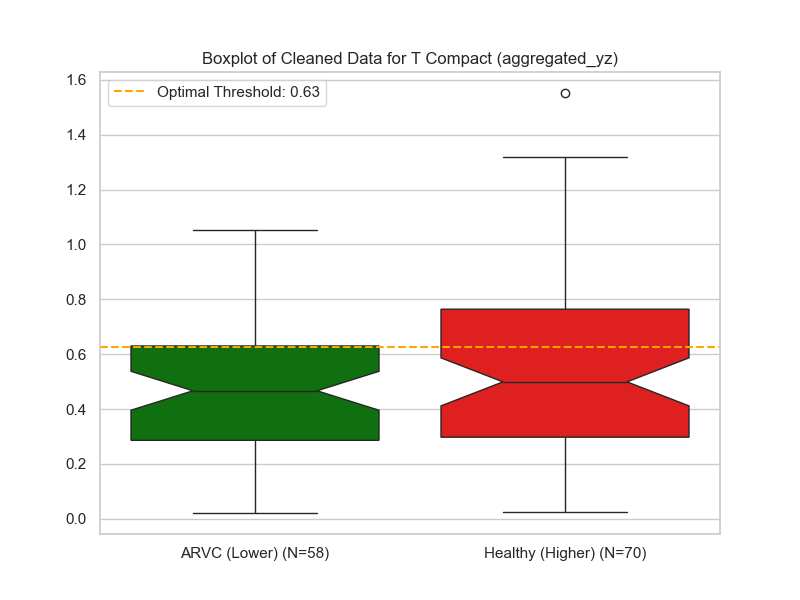 Boxplot of Cleaned Data for T Compact (aggregated_yz)
Optimal Threshold: 0.63
1.6
1.4
1.2
1.0
0.8
0.6
0.4
0.2
0.0
ARVC (Lower) (N=58)
Healthy (Higher) (N=70)